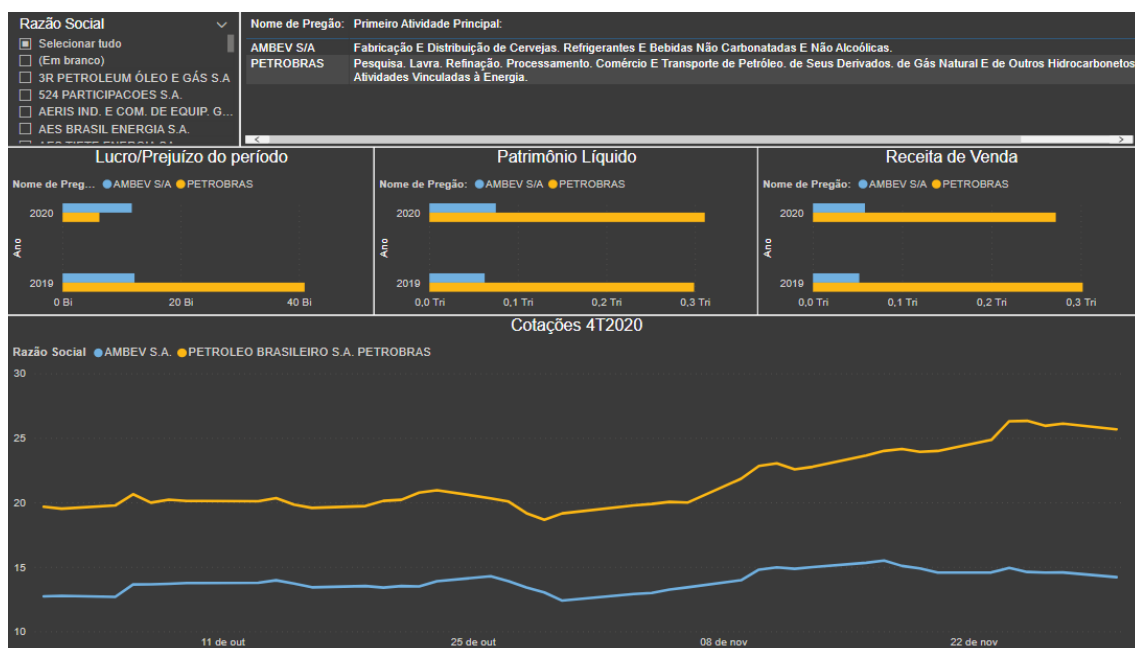 Razão Social
Selecionar tudo
(Em branco)
3R PETROLEUM ÓLEO E GÁS S.A
524 PARTICIPACOES S.A.
AERIS IND. E COM. DE EQUIP. G...
AES BRASIL ENERGIA S.A.
Nome de Pregão: Primeiro Atividade Principal:
AMBEV S/A Fabricação E Distribuição de Cervejas. Refrigerantes E Bebidas Não Carbonatadas E Não Alcoólicas.
PETROBRAS Pesquisa. Lavra. Refinação. Processamento. Comércio E Transporte de Petróleo. de Seus Derivados. de Gás Natural E de Outros Hidrocarbonetos
Atividades Vinculadas à Energia.
Lucro/Prejuízo do período
Nome de Preg... AMBEV S/A PETROBRAS
2020
Ano
2019
0 Bi 20 Bi 40 Bi
Patrimônio Líquido
Nome de Pregão: AMBEV S/A PETROBRAS
2020
Ano
2019
0,0 Tri 0,1 Tri 0,2 Tri 0,3 Tri
Receita de Venda
Nome de Pregão: AMBEV S/A PETROBRAS
2020
Ano
2019
0,0 Tri 0,1 Tri 0,2 Tri 0,3 Tri
Cotações 4T2020
Razão Social AMBEV S.A. PETROLEO BRASILEIRO S.A. PETROBRAS
30
25
20
15
10
11 de out 25 de out 08 de nov 22 de nov